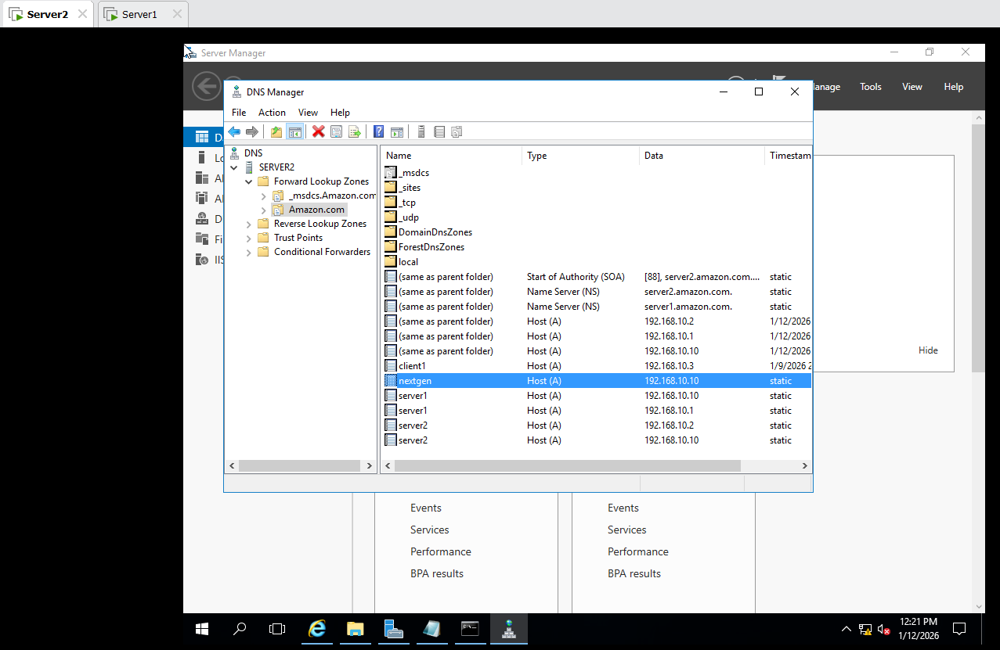 Server2
Server1
Server Manager
DNS Manager
Manage
Tools
View
Help
File
Action
View
Help
DNS
SERVER2
Forward Lookup Zones
_msdcs.Amazon.com
Amazon.com
Reverse Lookup Zones
Trust Points
Conditional Forwarders
Name Type Data Timestam
_msdcs
_sites
_tcp
_udp
DomainDnsZones
ForestDnsZones
local
(same as parent folder) Start of Authority (SOA) [88], server2.amazon.com.... static
(same as parent folder) Name Server (NS) server2.amazon.com. static
(same as parent folder) Name Server (NS) server1.amazon.com. static
(same as parent folder) Host (A) 192.168.10.2 1/12/2026
(same as parent folder) Host (A) 192.168.10.1 1/12/2026
(same as parent folder) Host (A) 192.168.10.10 1/12/2026
client1 Host (A) 192.168.10.3 1/9/2026 2
nextgen Host (A) 192.168.10.10 static
server1 Host (A) 192.168.10.10 static
server1 Host (A) 192.168.10.1 static
server2 Host (A) 192.168.10.2 static
server2 Host (A) 192.168.10.10 static
Hide
Events
Services
Performance
BPA results
Events
Services
Performance
BPA results
12:21 PM
1/12/2026